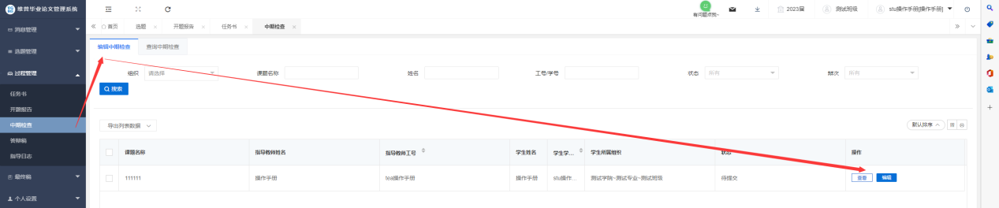 维普毕业论文管理系统
有问题点我~
2023届
测试班级
stu操作手册[操作手册]
消息管理
首页
选题
开题报告
任务书
中期检查
选题管理
编辑中期检查
查询中期检查
过程管理
组织
请选择
课题名称
姓名
工号/学号
状态
所有
辩次
所有
搜索
任务书
开题报告
中期检查
导出列表数据
默认排序
答辩稿
指导日志
课题名称
指导教师姓名
指导教师工号
学生姓名
学生学...
学生所属组织
状态
操作
最终稿
111111
操作手册
tea操作手册
操作手册
stu操作...
测试学院~测试专业~测试班级
待提交
查看
编辑
个人设置